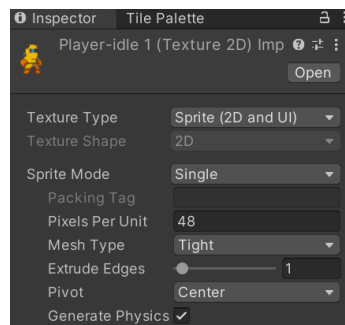 Inspector Tile Palette
Player-idle 1 (Texture 2D) Imp
Open
Texture Type Sprite (2D and UI)
Texture Shape 2D
Sprite Mode Single
Packing Tag
Pixels Per Unit 48
Mesh Type Tight
Extrude Edges 1
Pivot Center
Generate Physics